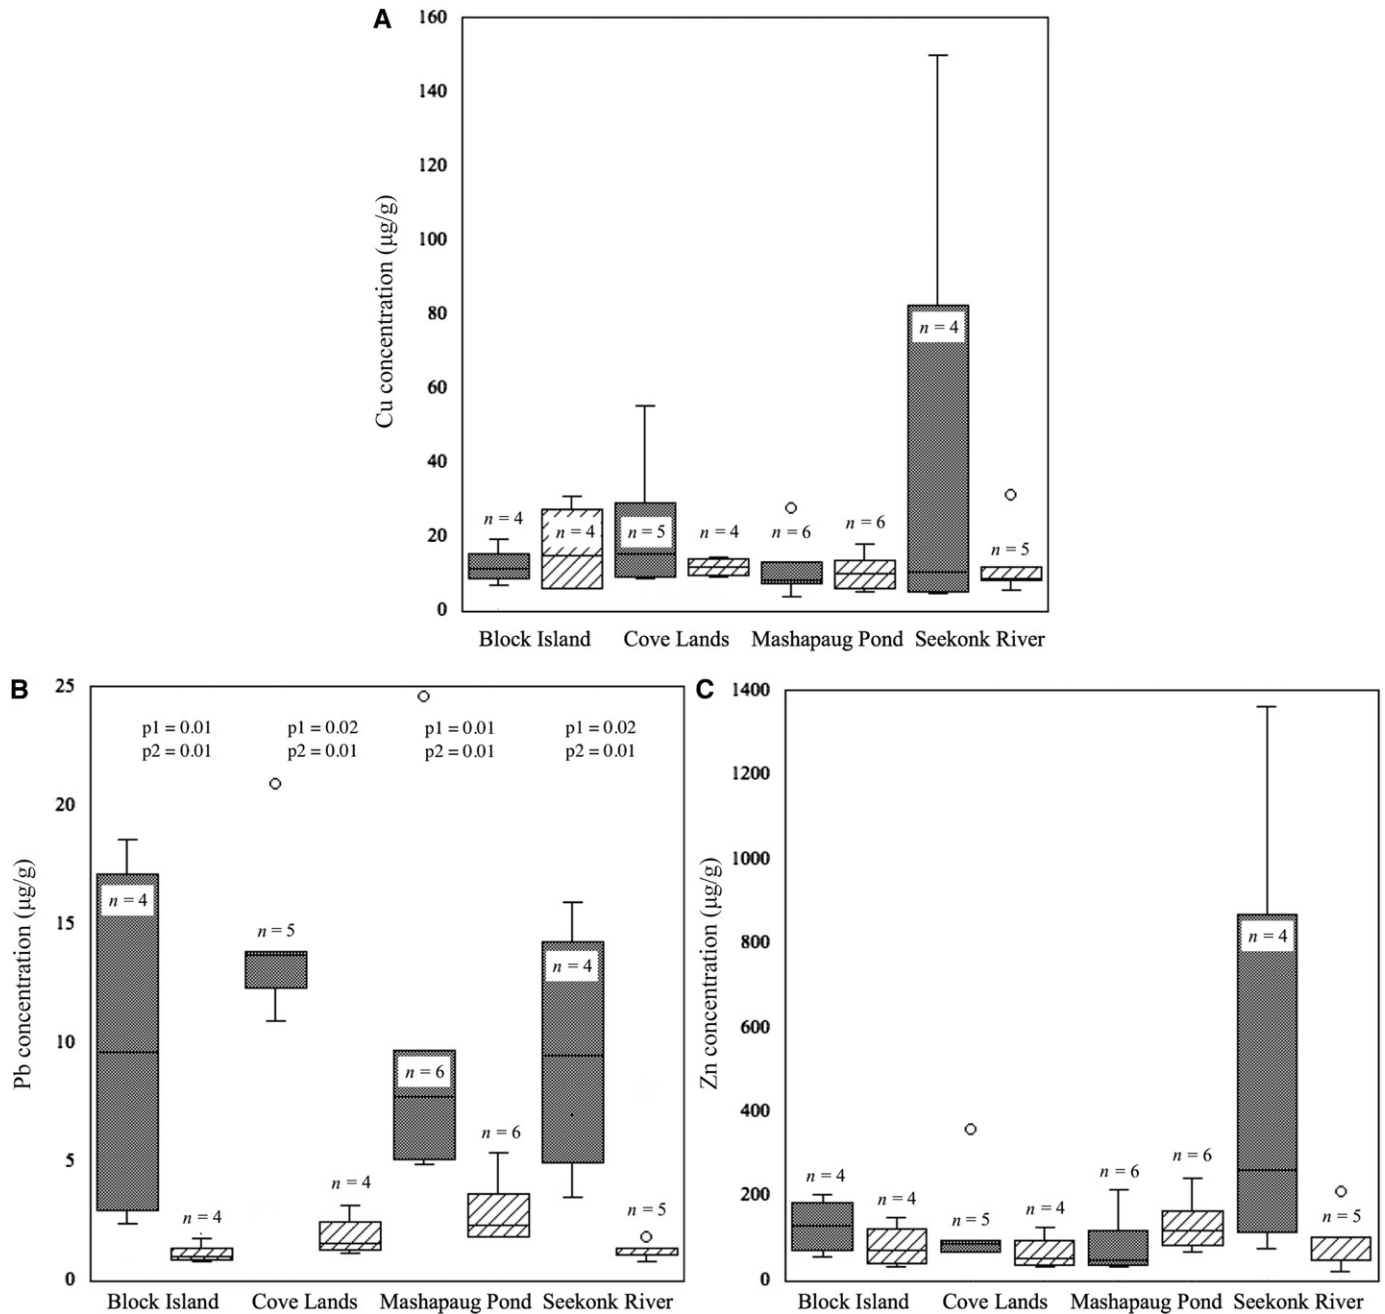 A
160
140
120
100
80
60
40
20
0
Cu concentration (µg/g)
n = 4
n = 4
n = 5
n = 4
n = 6
n = 6
n = 4
n = 5
Block Island Cove Lands Mashapaug Pond Seekonk River
B
25
20
15
10
5
0
Pb concentration (µg/g)
p1 = 0.01 p1 = 0.02 p1 = 0.01 p1 = 0.02
p2 = 0.01 p2 = 0.01 p2 = 0.01 p2 = 0.01
n = 4
n = 4
n = 5
n = 4
n = 6
n = 6
n = 4
n = 5
Block Island Cove Lands Mashapaug Pond Seekonk River
C
1400
1200
1000
800
600
400
200
0
Zn concentration (µg/g)
n = 4
n = 4
n = 5
n = 4
n = 6
n = 6
n = 4
n = 5
Block Island Cove Lands Mashapaug Pond Seekonk River